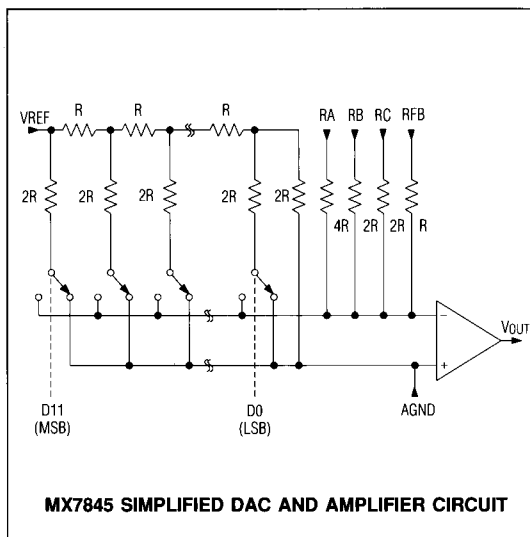 R R R RA RB RC RFB
VREF
2R 2R 2R 2R 2R 4R 2R 2R R
− VOUT
+
D11 D0 AGND
(MSB) (LSB)
MX7845 SIMPLIFIED DAC AND AMPLIFIER CIRCUIT